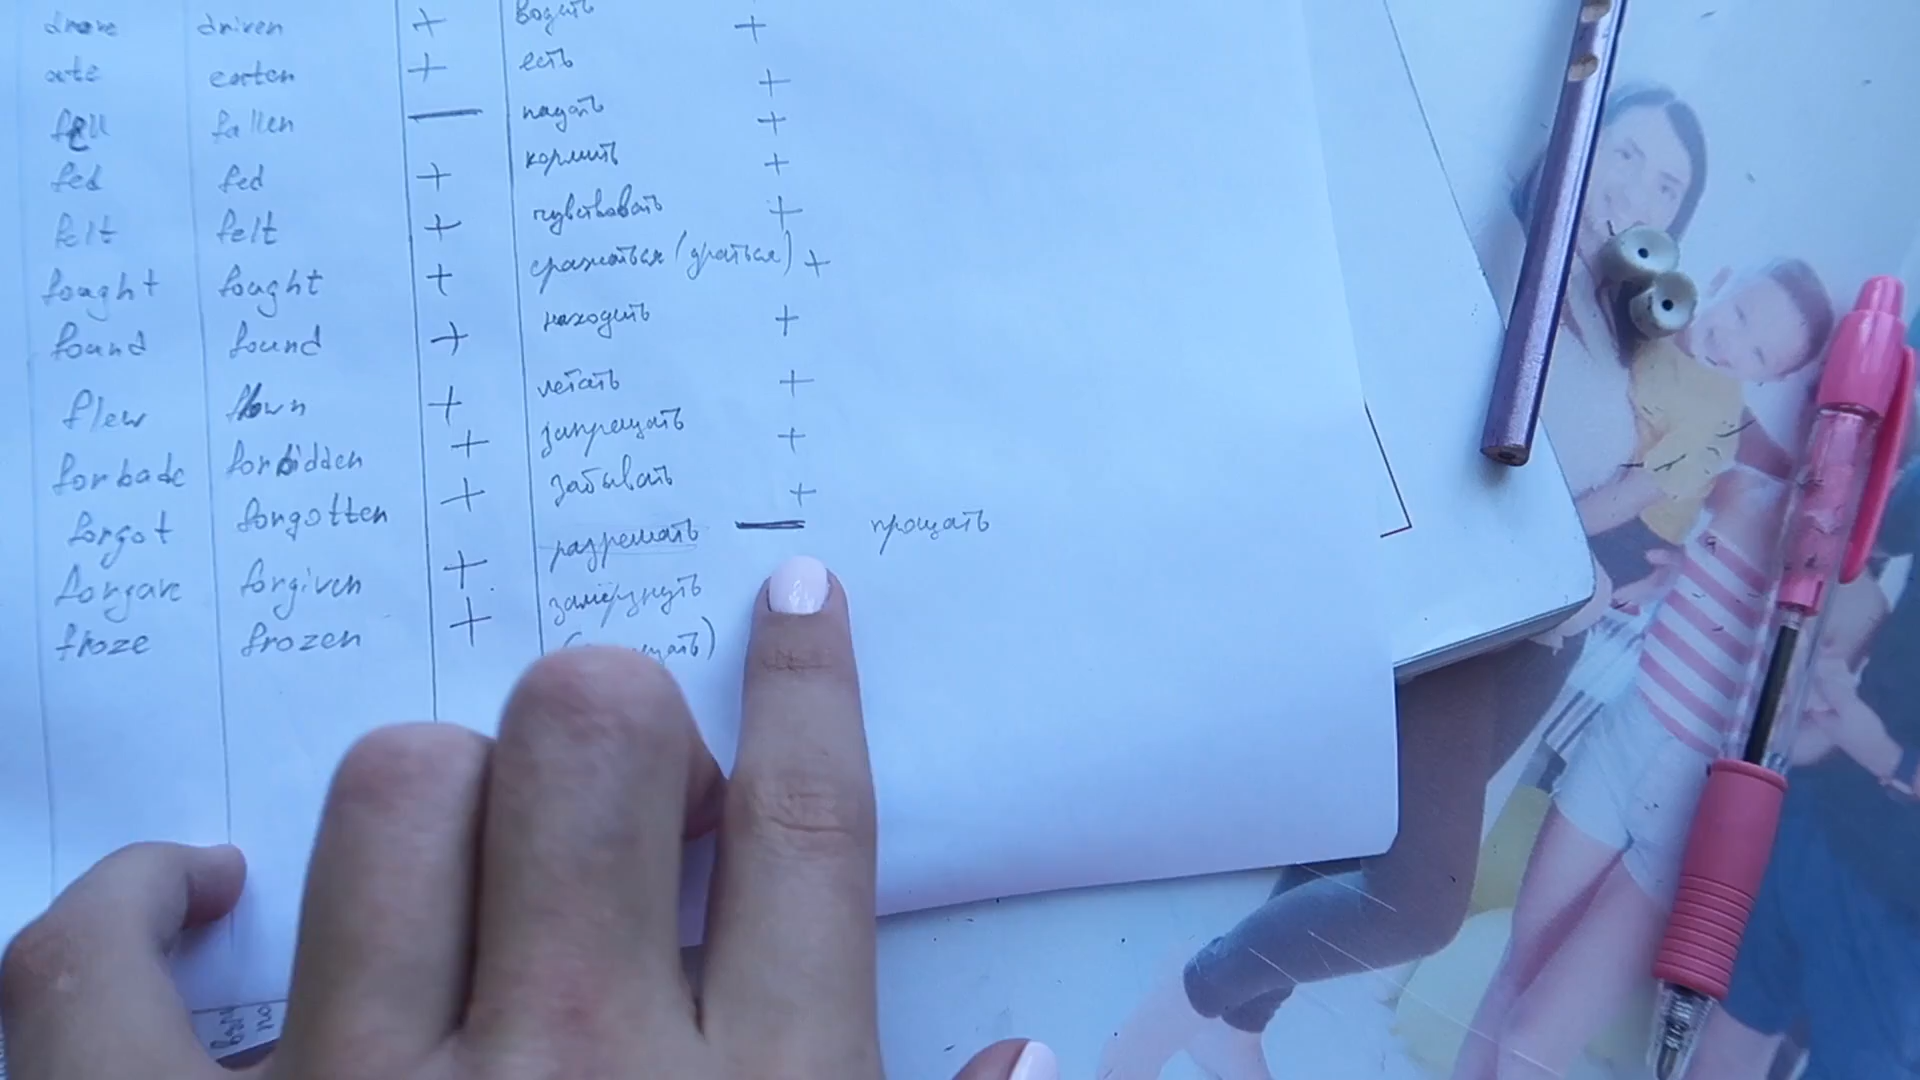 drove driven + водить +
ate eaten + есть +
fell fallen — падать +
fed fed + кормить +
felt felt + чувствовать +
fought fought + сражаться (драться) +
found found + находить +
flew flown + летать +
forbade forbidden + запрещать +
forgot forgotten + забывать +
forgave forgiven + разрешать — прощать
froze frozen + замёрзнуть